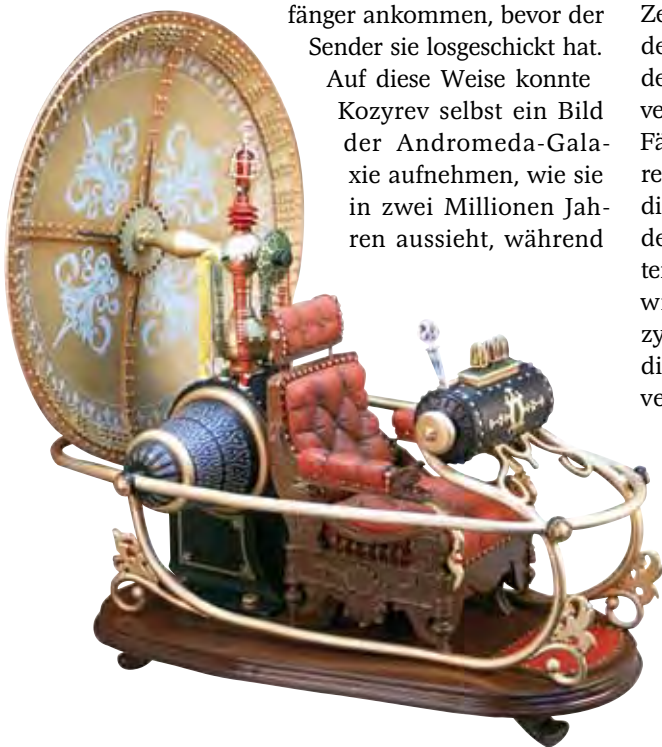 fänger ankommen, bevor der
Sender sie losgeschickt hat.
Auf diese Weise konnte
Kozyrev selbst ein Bild
der Andromeda-Gala-
xie aufnehmen, wie sie
in zwei Millionen Jah-
ren aussieht, während